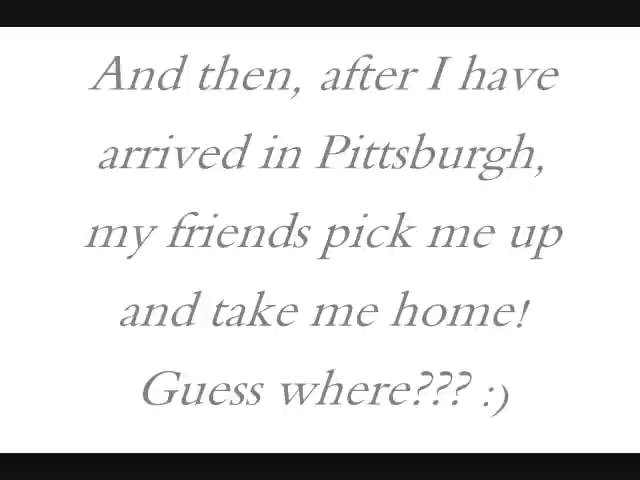 And then, after I have
arrived in Pittsburgh,
my friends pick me up
and take me home!
Guess where??? :)